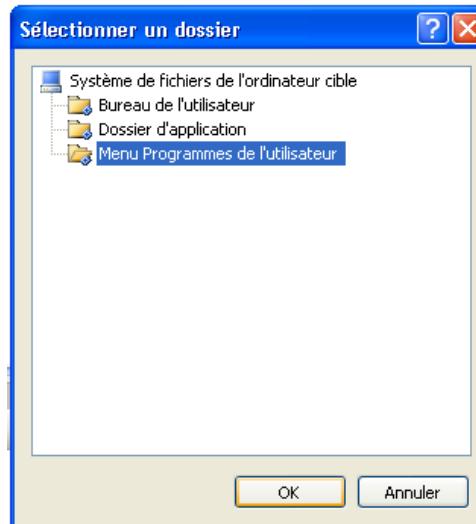 Sélectionner un dossier
Système de fichiers de l'ordinateur cible
Bureau de l'utilisateur
Dossier d'application
Menu Programmes de l'utilisateur
OK
Annuler